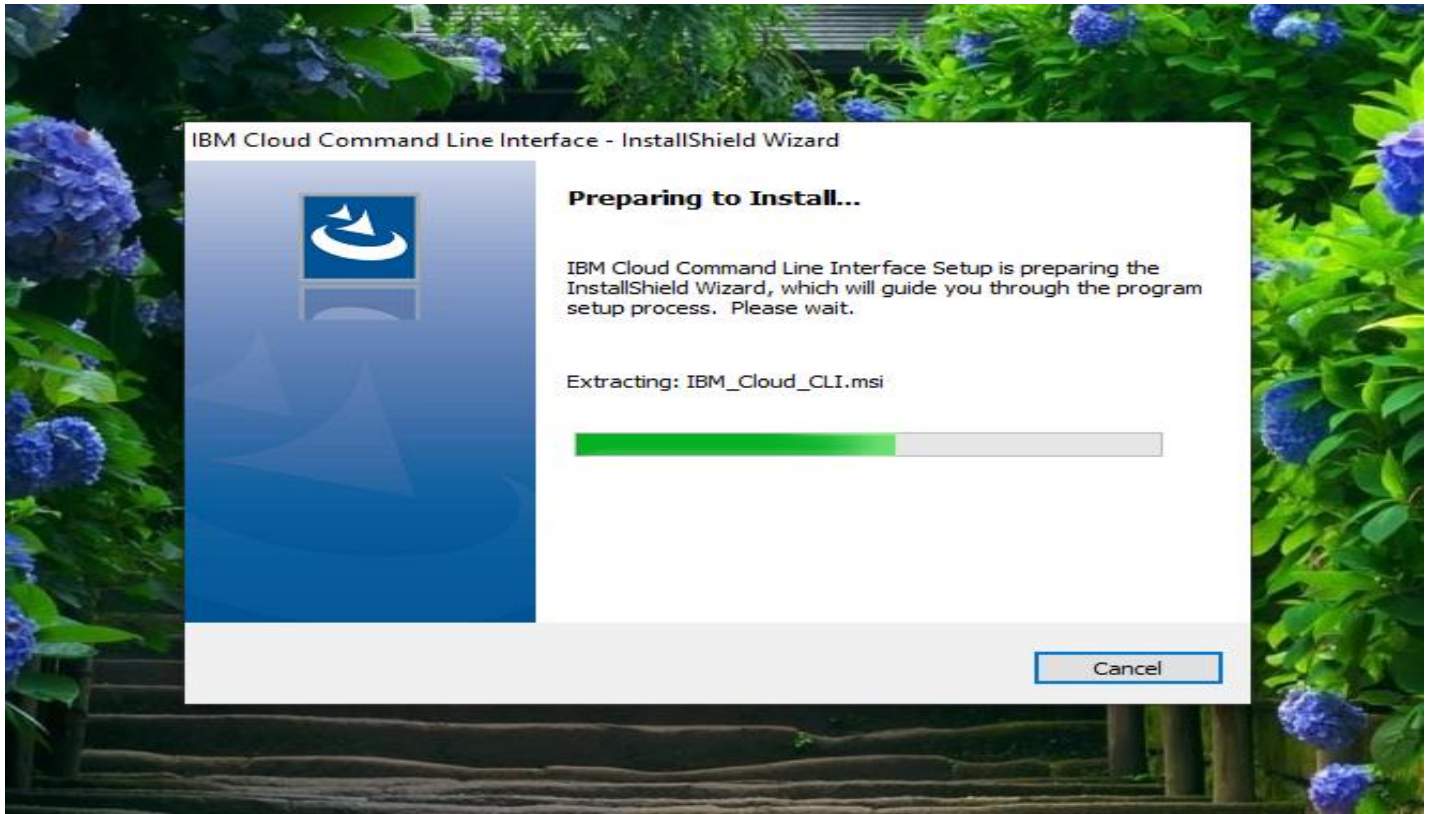 IBM Cloud Command Line Interface - InstallShield Wizard
Preparing to Install...
IBM Cloud Command Line Interface Setup is preparing the
InstallShield Wizard, which will guide you through the program
setup process.  Please wait.
Extracting: IBM_Cloud_CLI.msi
Cancel